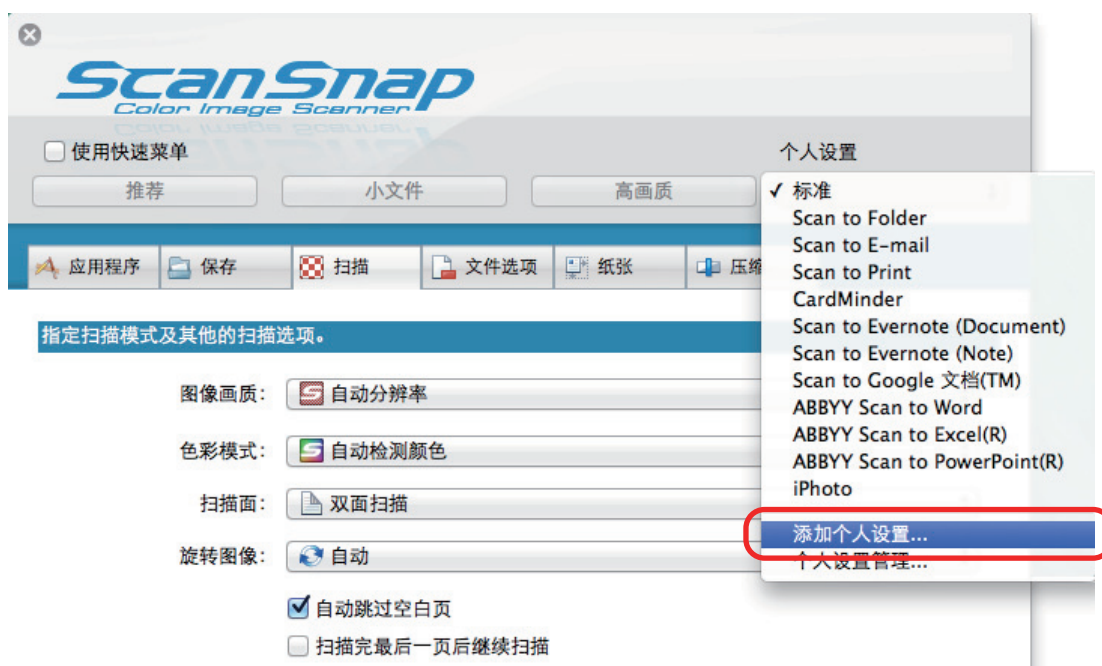 ScanSnap
Color Image Scanner
使用快速菜单
个人设置
推荐
小文件
高画质
✓ 标准
Scan to Folder
Scan to E-mail
Scan to Print
CardMinder
Scan to Evernote (Document)
Scan to Evernote (Note)
Scan to Google 文档(TM)
ABBYY Scan to Word
ABBYY Scan to Excel(R)
ABBYY Scan to PowerPoint(R)
iPhoto
添加个人设置...
个人设置管理...
应用程序
保存
扫描
文件选项
纸张
压缩
指定扫描模式及其他的扫描选项。
图像画质: 自动分辨率
色彩模式: 自动检测颜色
扫描面: 双面扫描
旋转图像: 自动
自动跳过空白页
扫描完最后一页后继续扫描